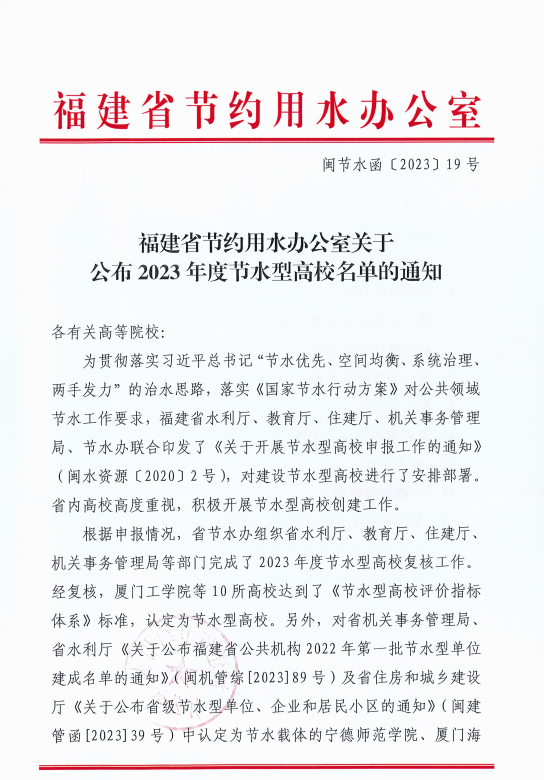 福建省节约用水办公室
闽节水函〔2023〕19号
福建省节约用水办公室关于
公布 2023 年度节水型高校名单的通知
各有关高等院校：
为贯彻落实习近平总书记“节水优先、空间均衡、系统治理、
两手发力”的治水思路，落实《国家节水行动方案》对公共领域
节水工作要求，福建省水利厅、教育厅、住建厅、机关事务管理
局、节水办联合印发了《关于开展节水型高校申报工作的通知》
（闽水资源〔2020〕2号），对建设节水型高校进行了安排部署。
省内高校高度重视，积极开展节水型高校创建工作。
根据申报情况，省节水办组织省水利厅、教育厅、住建厅、
机关事务管理局等部门完成了2023年度节水型高校复核工作。
经复核，厦门工学院等10所高校达到了《节水型高校评价指标
体系》标准，认定为节水型高校。另外，对省机关事务管理局、
省水利厅《关于公布福建省公共机构2022年第一批节水型单位
建成名单的通知》（闽机管综[2023]89号）及省住房和城乡建设
厅《关于公布省级节水型单位、企业和居民小区的通知》（闽建
管函[2023]39号）中认定为节水载体的宁德师范学院、厦门海